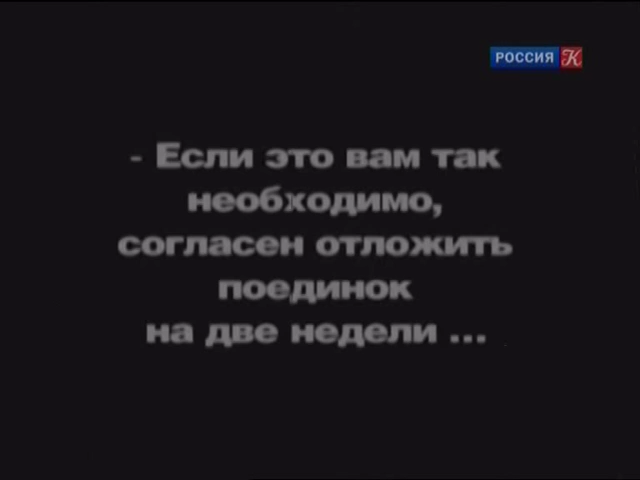 РОССИЯ К
- Если это вам так
необходимо,
согласен отложить
поединок
на две недели ...